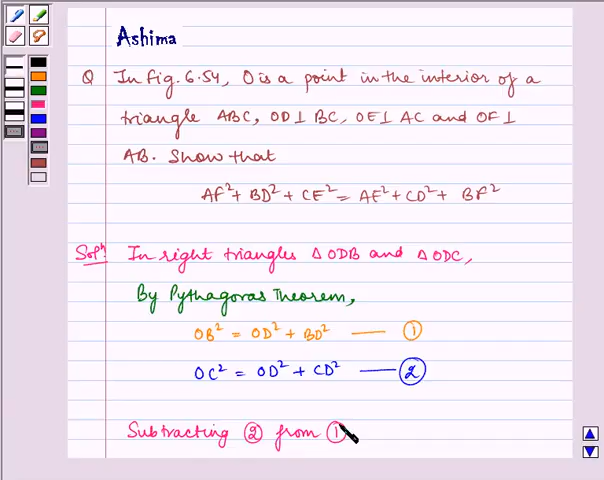 Ashima
Q In Fig. 6.54, O is a point in the interior of a
triangle ABC, OD⊥ BC, OE⊥ AC and OF⊥
AB. Show that
AF² + BD² + CE² = AE² + CD² + BF²
Solⁿ. In right triangles △ODB and △ODC,
By Pythagoras Theorem,
OB² = OD² + BD² — ①
OC² = OD² + CD² — ②
Subtracting ② from ①